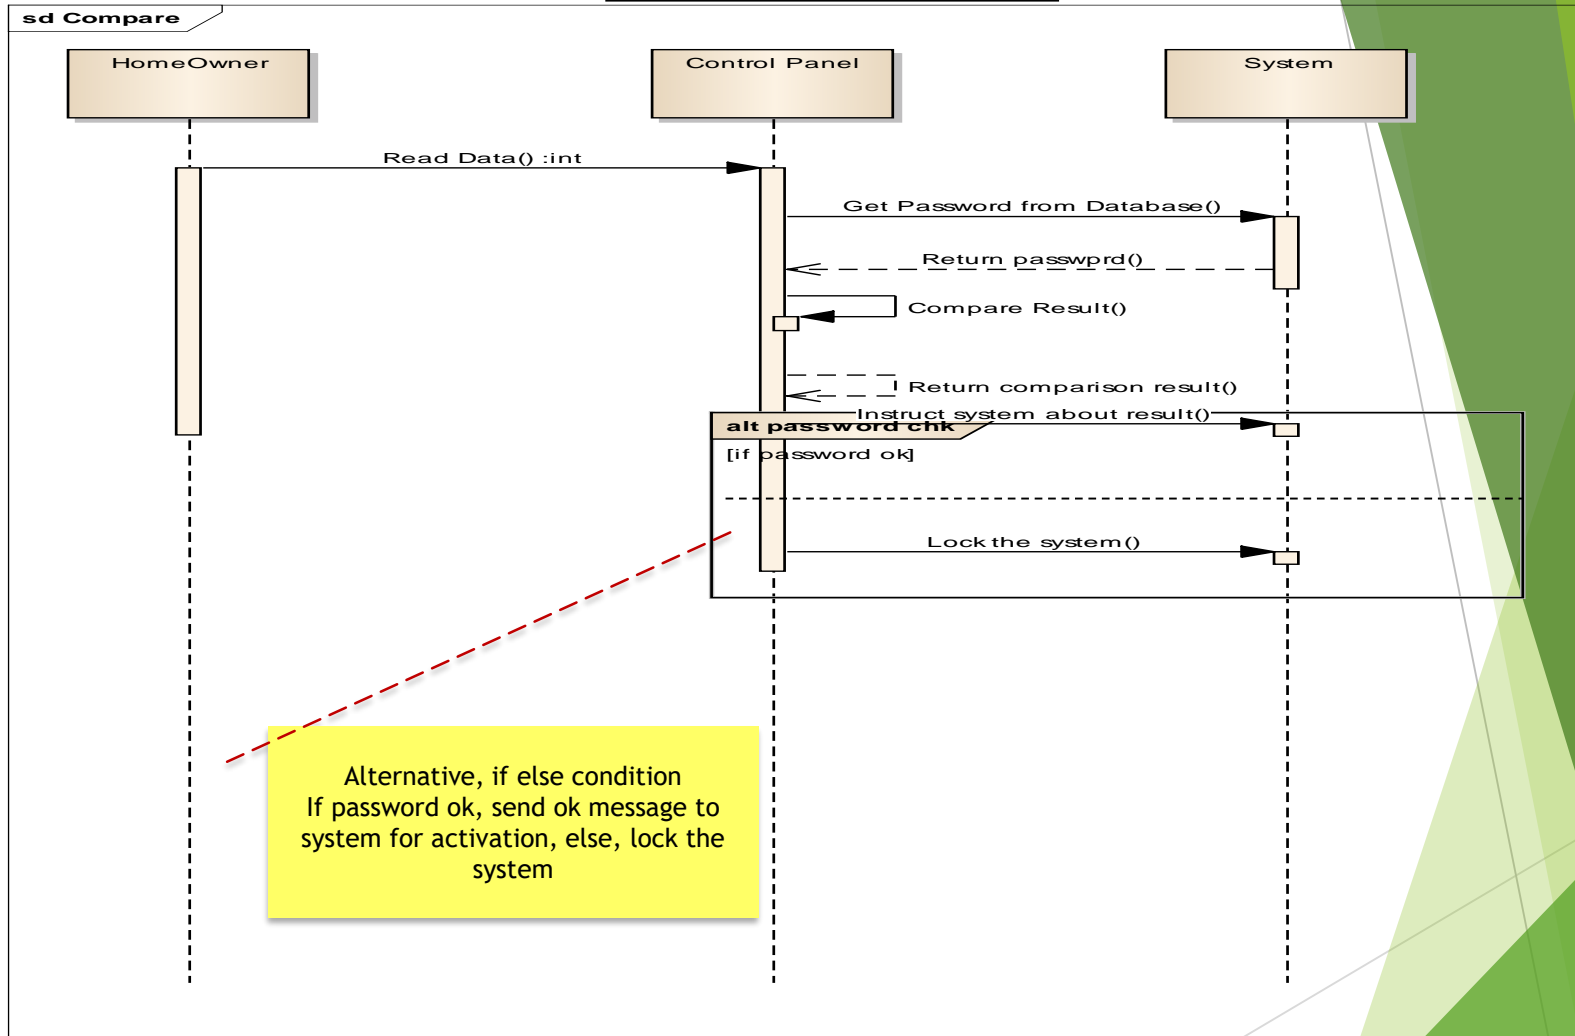 sd Compare
HomeOwner
Control Panel
System
Read Data() :int
Get Password from Database()
Return passwprd()
Compare Result()
Return comparison result()
Instruct system about result()
alt password chk
[if password ok]
Lock the system()
Alternative, if else condition
If password ok, send ok message to
system for activation, else, lock the
system